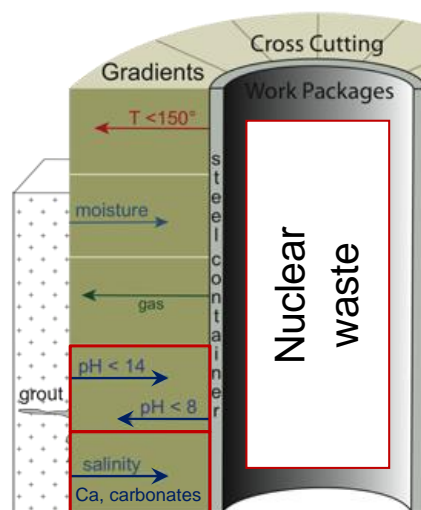 Cross Cutting
Gradients
Work Packages
T <150°
steel container
moisture
gas
Nuclear
waste
pH < 14
grout
pH < 8
salinity
Ca, carbonates